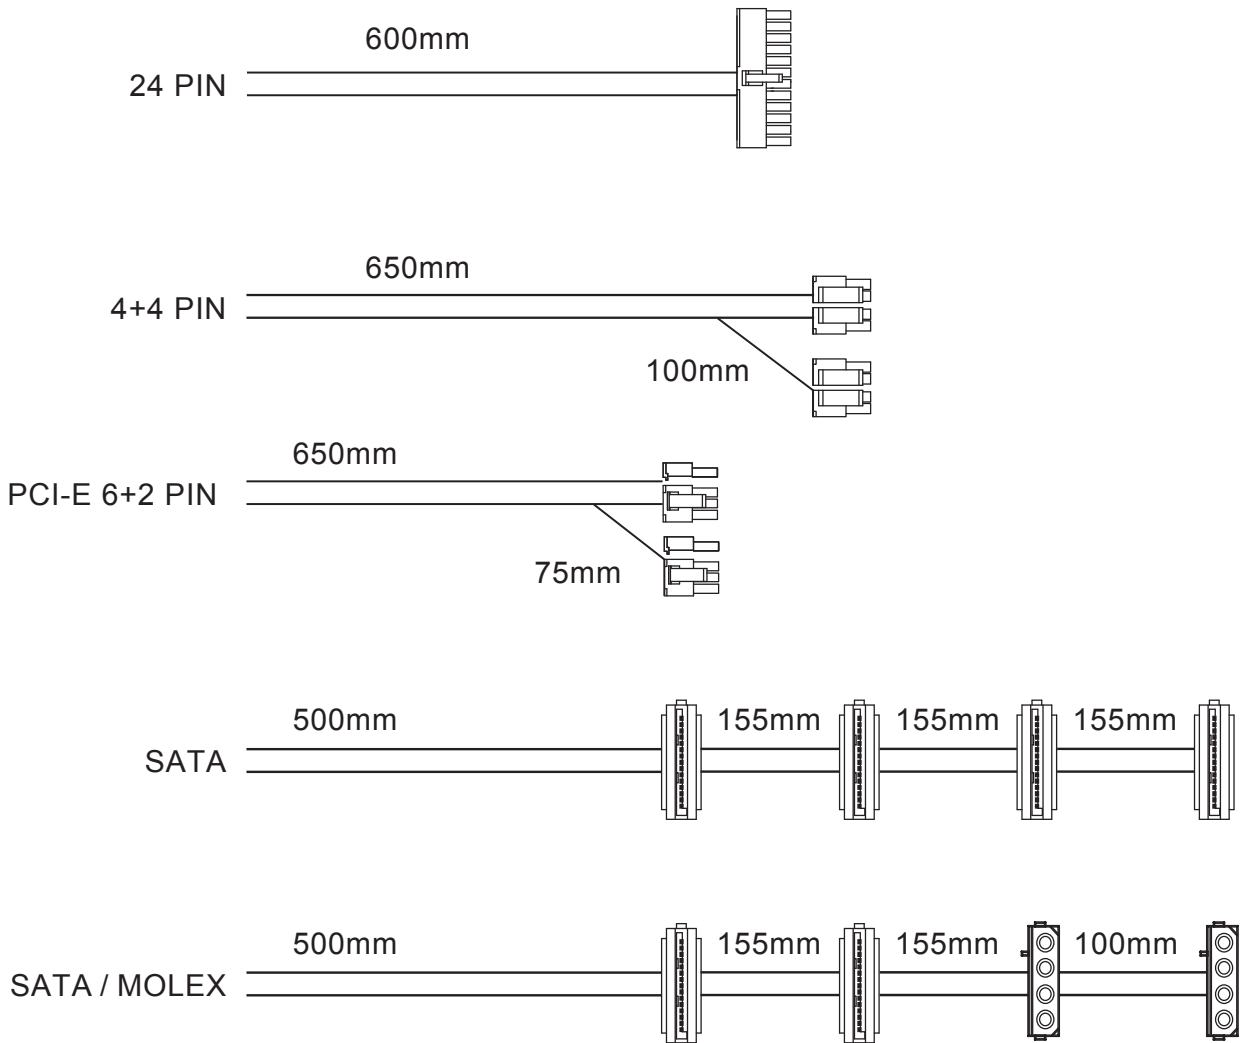 600mm
24 PIN
650mm
4+4 PIN
100mm
650mm
PCI-E 6+2 PIN
75mm
500mm 155mm 155mm 155mm
SATA
500mm 155mm 155mm 100mm
SATA / MOLEX